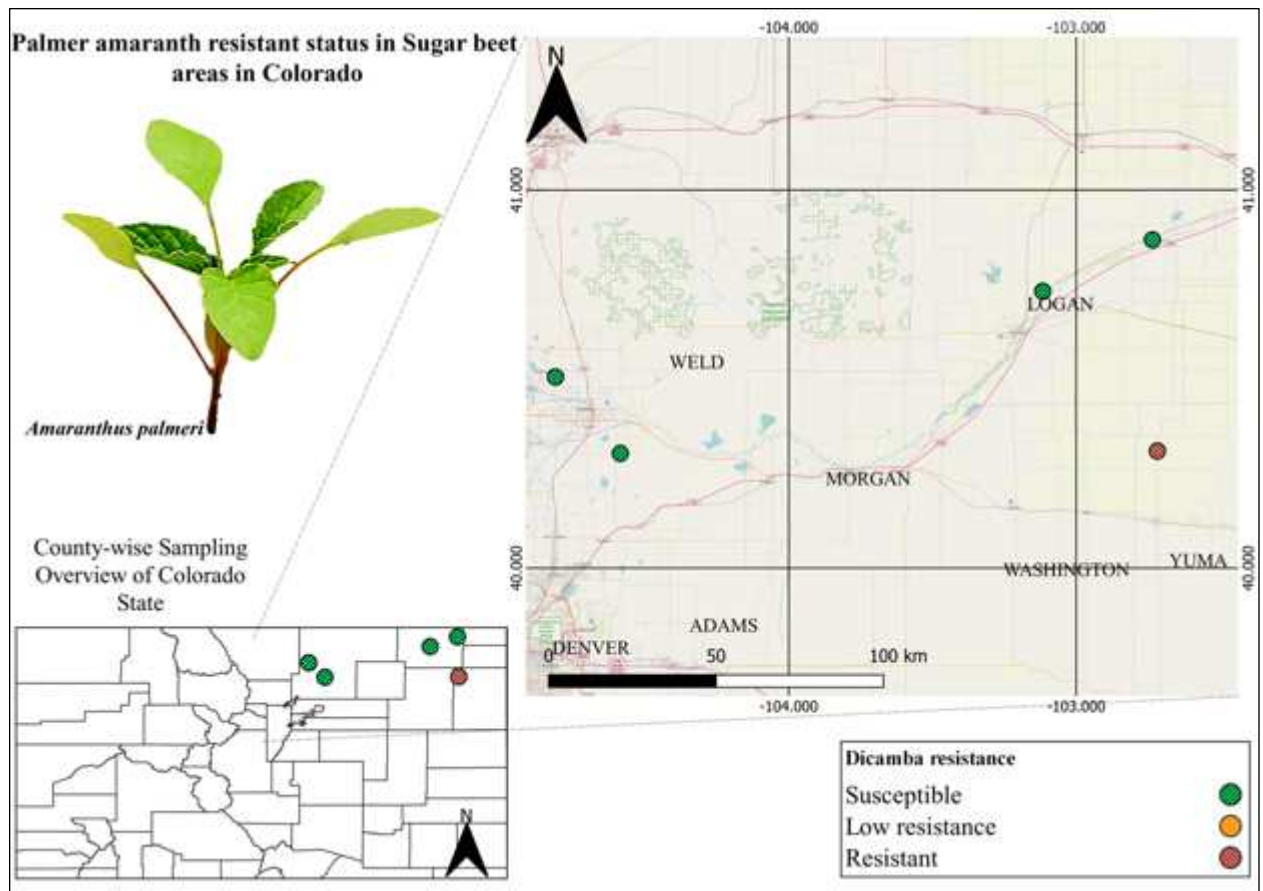 Palmer amaranth resistant status in Sugar beet
areas in Colorado
Amaranthus palmeri
County-wise Sampling
Overview of Colorado
State
N
-104.000
-103.000
N
41.000
41.000
LOGAN
WELD
MORGAN
40.000
WASHINGTON
YUMA
40.000
ADAMS
DENVER
0
50
100 km
-104.000
-103.000
Dicamba resistance
Susceptible
Low resistance
Resistant